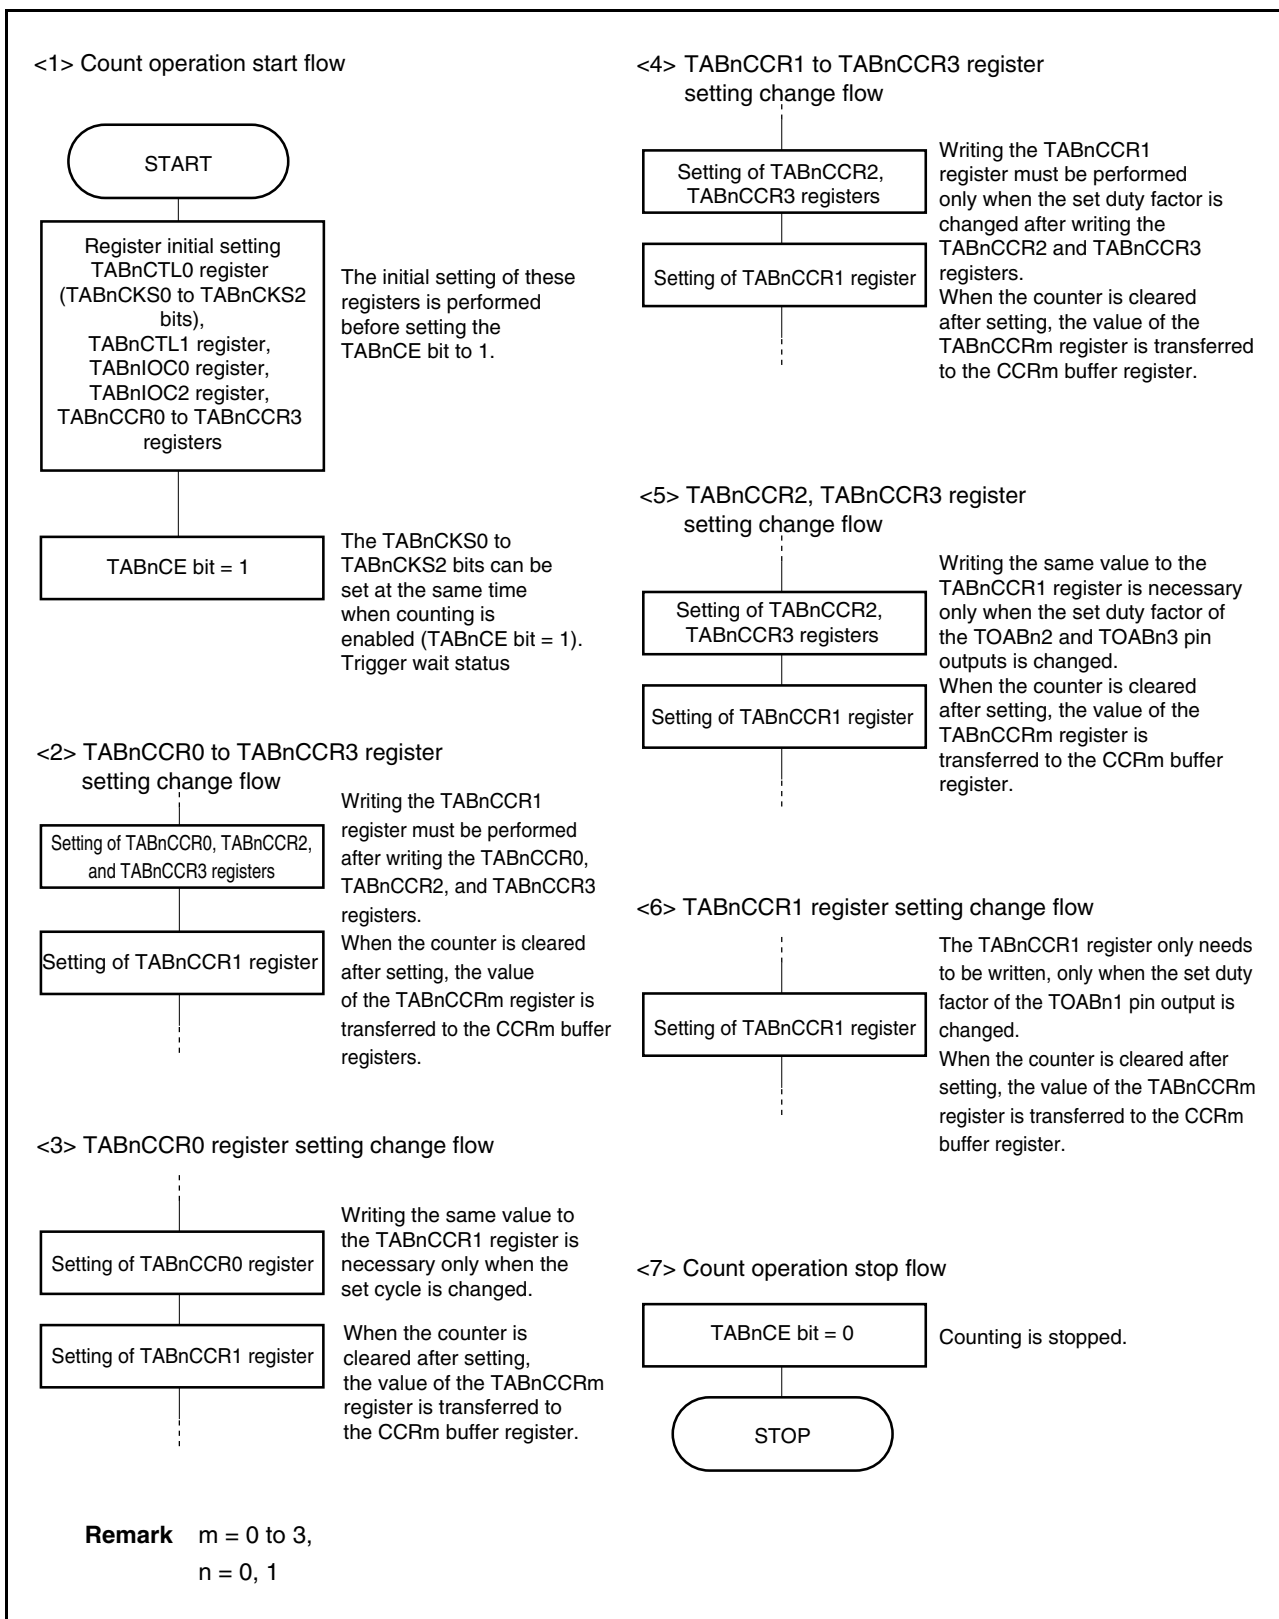 <1> Count operation start flow
START
Register initial setting
TABnCTL0 register
(TABnCKS0 to TABnCKS2
bits),
TABnCTL1 register,
TABnIOC0 register,
TABnIOC2 register,
TABnCCR0 to TABnCCR3
registers
The initial setting of these
registers is performed
before setting the
TABnCE bit to 1.
TABnCE bit = 1
The TABnCKS0 to
TABnCKS2 bits can be
set at the same time
when counting is
enabled (TABnCE bit = 1).
Trigger wait status
<2> TABnCCR0 to TABnCCR3 register
setting change flow
Setting of TABnCCR0, TABnCCR2,
and TABnCCR3 registers
Setting of TABnCCR1 register
Writing the TABnCCR1
register must be performed
after writing the TABnCCR0,
TABnCCR2, and TABnCCR3
registers.
When the counter is cleared
after setting, the value
of the TABnCCRm register is
transferred to the CCRm buffer
registers.
<3> TABnCCR0 register setting change flow
Setting of TABnCCR0 register
Writing the same value to
the TABnCCR1 register is
necessary only when the
set cycle is changed.
Setting of TABnCCR1 register
When the counter is
cleared after setting,
the value of the TABnCCRm
register is transferred to
the CCRm buffer register.
<4> TABnCCR1 to TABnCCR3 register
setting change flow
Setting of TABnCCR2,
TABnCCR3 registers
Setting of TABnCCR1 register
Writing the TABnCCR1
register must be performed
only when the set duty factor is
changed after writing the
TABnCCR2 and TABnCCR3
registers.
When the counter is cleared
after setting, the value of the
TABnCCRm register is transferred
to the CCRm buffer register.
<5> TABnCCR2, TABnCCR3 register
setting change flow
Setting of TABnCCR2,
TABnCCR3 registers
Setting of TABnCCR1 register
Writing the same value to the
TABnCCR1 register is necessary
only when the set duty factor of
the TOABn2 and TOABn3 pin
outputs is changed.
When the counter is cleared
after setting, the value of the
TABnCCRm register is
transferred to the CCRm buffer
register.
<6> TABnCCR1 register setting change flow
Setting of TABnCCR1 register
The TABnCCR1 register only needs
to be written, only when the set duty
factor of the TOABn1 pin output is
changed.
When the counter is cleared after
setting, the value of the TABnCCRm
register is transferred to the CCRm
buffer register.
<7> Count operation stop flow
TABnCE bit = 0
Counting is stopped.
STOP
Remark m = 0 to 3,
n = 0, 1